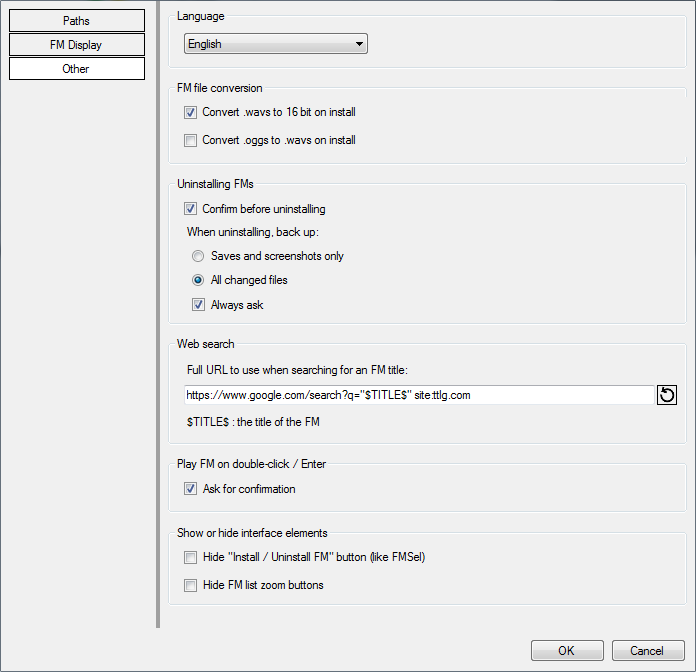 Paths
FM Display
Other
Language
English
FM file conversion
Convert .wavs to 16 bit on install
Convert .oggs to .wavs on install
Uninstalling FMs
Confirm before uninstalling
When uninstalling, back up:
Saves and screenshots only
All changed files
Always ask
Web search
Full URL to use when searching for an FM title:
https://www.google.com/search?q="$TITLE$" site:ttlg.com
$TITLE$ : the title of the FM
Play FM on double-click / Enter
Ask for confirmation
Show or hide interface elements
Hide "Install / Uninstall FM" button (like FMSel)
Hide FM list zoom buttons
OK
Cancel